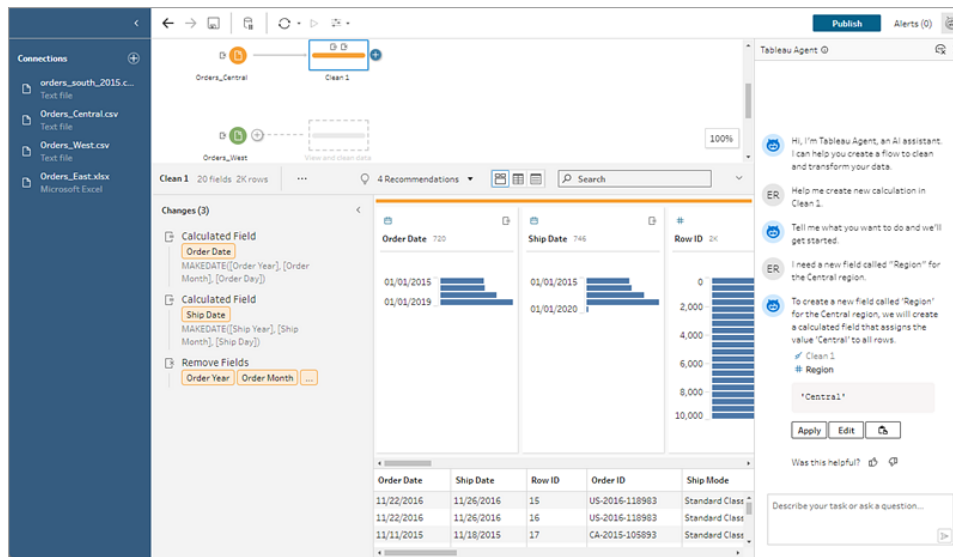 Publish
Alerts (0)
Connections
orders_south_2015.c...
Text file
Orders_Central.csv
Text file
Orders_West.csv
Text file
Orders_East.xlsx
Microsoft Excel
Orders_Central
Clean 1
Orders_West
View and clean data
100%
Clean 1 20 fields 2K rows ... 4 Recommendations Search
Changes (3)
Calculated Field
Order Date
MAKEDATE([Order Year], [Order
Month], [Order Day])
Calculated Field
Ship Date
MAKEDATE([Ship Year], [Ship
Month], [Ship Day])
Remove Fields
Order Year Order Month ...
Order Date 720
01/01/2015
01/01/2019
Ship Date 746
01/01/2015
01/01/2020
Row ID 2K
0
2,000
4,000
6,000
8,000
10,000
Order Date Ship Date Row ID Order ID Ship Mode
11/22/2016 11/26/2016 15 US-2016-118983 Standard Class
11/22/2016 11/26/2016 16 US-2016-118983 Standard Class
11/11/2015 11/18/2015 17 CA-2015-105893 Standard Class
Tableau Agent
Hi, I'm Tableau Agent, an AI assistant.
I can help you create a flow to clean
and transform your data.
ER
Help me create new calculation in
Clean 1.
Tell me what you want to do and we'll
get started.
ER
I need a new field called "Region" for
the Central region.
To create a new field called 'Region'
for the Central region, we will create
a calculated field that assigns the
value 'Central' to all rows.
Clean 1
# Region
'Central'
Apply Edit
Was this helpful?
Describe your task or ask a question...